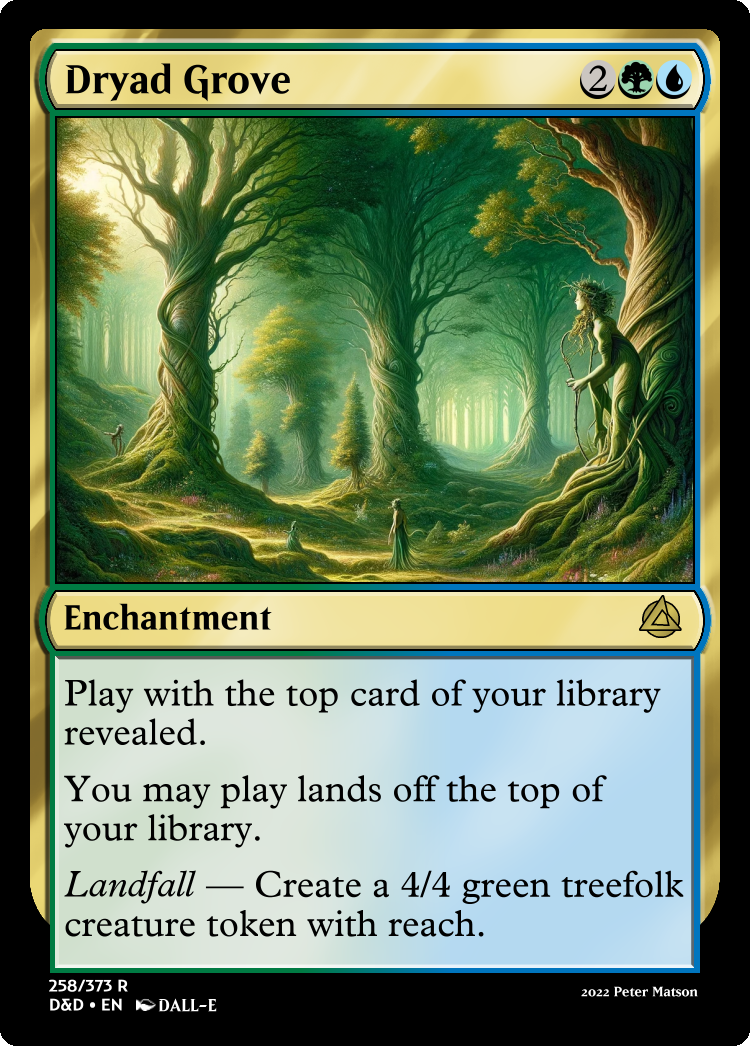 Dryad Grove 2
Enchantment
Play with the top card of your library
revealed.
You may play lands off the top of
your library.
Landfall — Create a 4/4 green treefolk
creature token with reach.
258/373 R
D&D • EN DALL-E
2022 Peter Matson